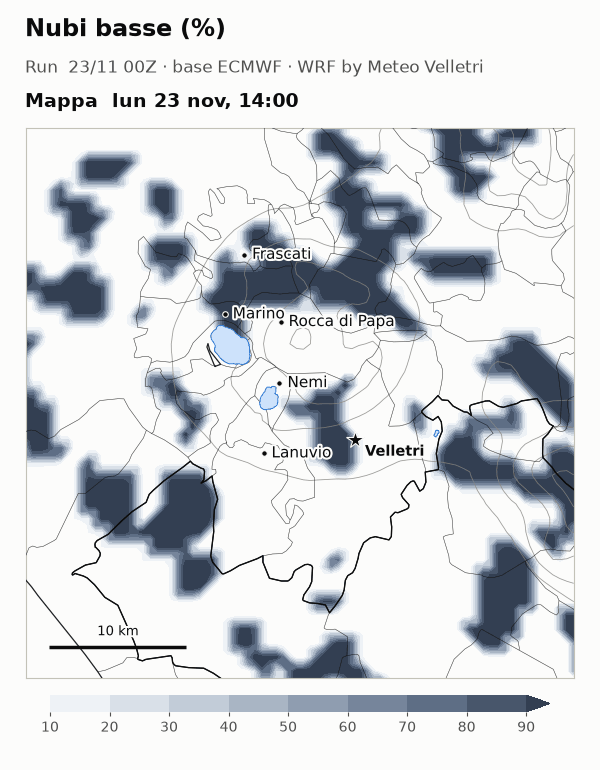 Nubi basse (%)
Run  23/11 00Z · base ECMWF · WRF by Meteo Velletri
Mappa  lun 23 nov, 14:00
Frascati
Marino
Rocca di Papa
Nemi
Velletri
Lanuvio
10 km
10 20 30 40 50 60 70 80 90